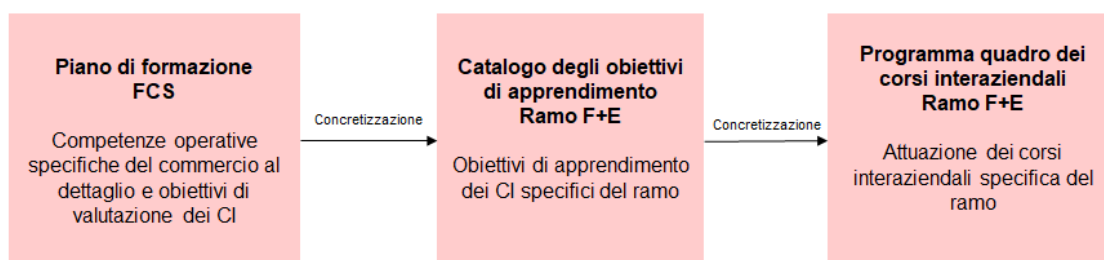 Piano di formazione
FCS
Competenze operative
specifiche del commercio al
dettaglio e obiettivi di
valutazione dei CI
Concretizzazione
Catalogo degli obiettivi
di apprendimento
Ramo F+E
Obiettivi di apprendimento
dei CI specifici del ramo
Concretizzazione
Programma quadro dei
corsi interaziendali
Ramo F+E
Attuazione dei corsi
interaziendali specifica del
ramo